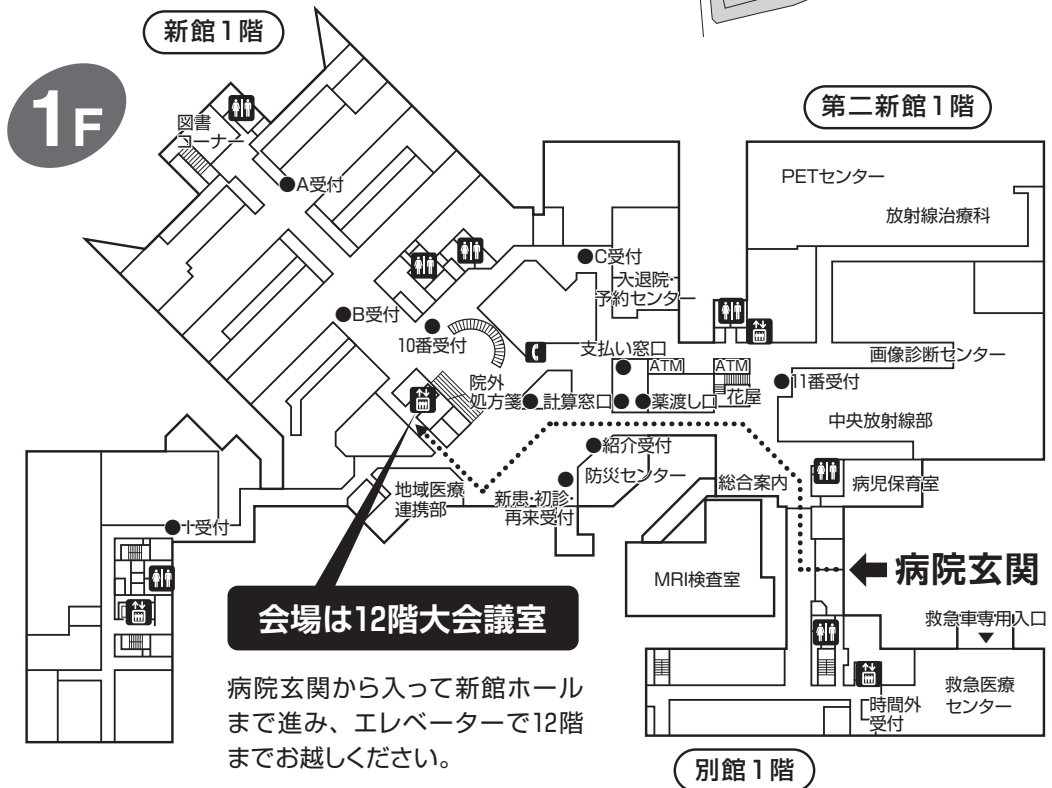 新館1階
1F
図書
コーナー
●A受付
第二新館1階
PETセンター
放射線治療科
●C受付
入退院・
予約センター
●B受付
10番受付
支払い窓口
ATM
ATM
画像診断センター
●11番受付
院外
処方箋●計算窓口●●薬渡し口
花屋
中央放射線部
●紹介受付
防災センター
総合案内
病児保育室
地域医療
連携部
新患・初診・
再来受付
●I受付
MRI検査室
病院玄関
会場は12階大会議室
救急車専用入口
病院玄関から入って新館ホール
まで進み、エレベーターで12階
までお越しください。
時間外
受付
救急医療
センター
別館1階